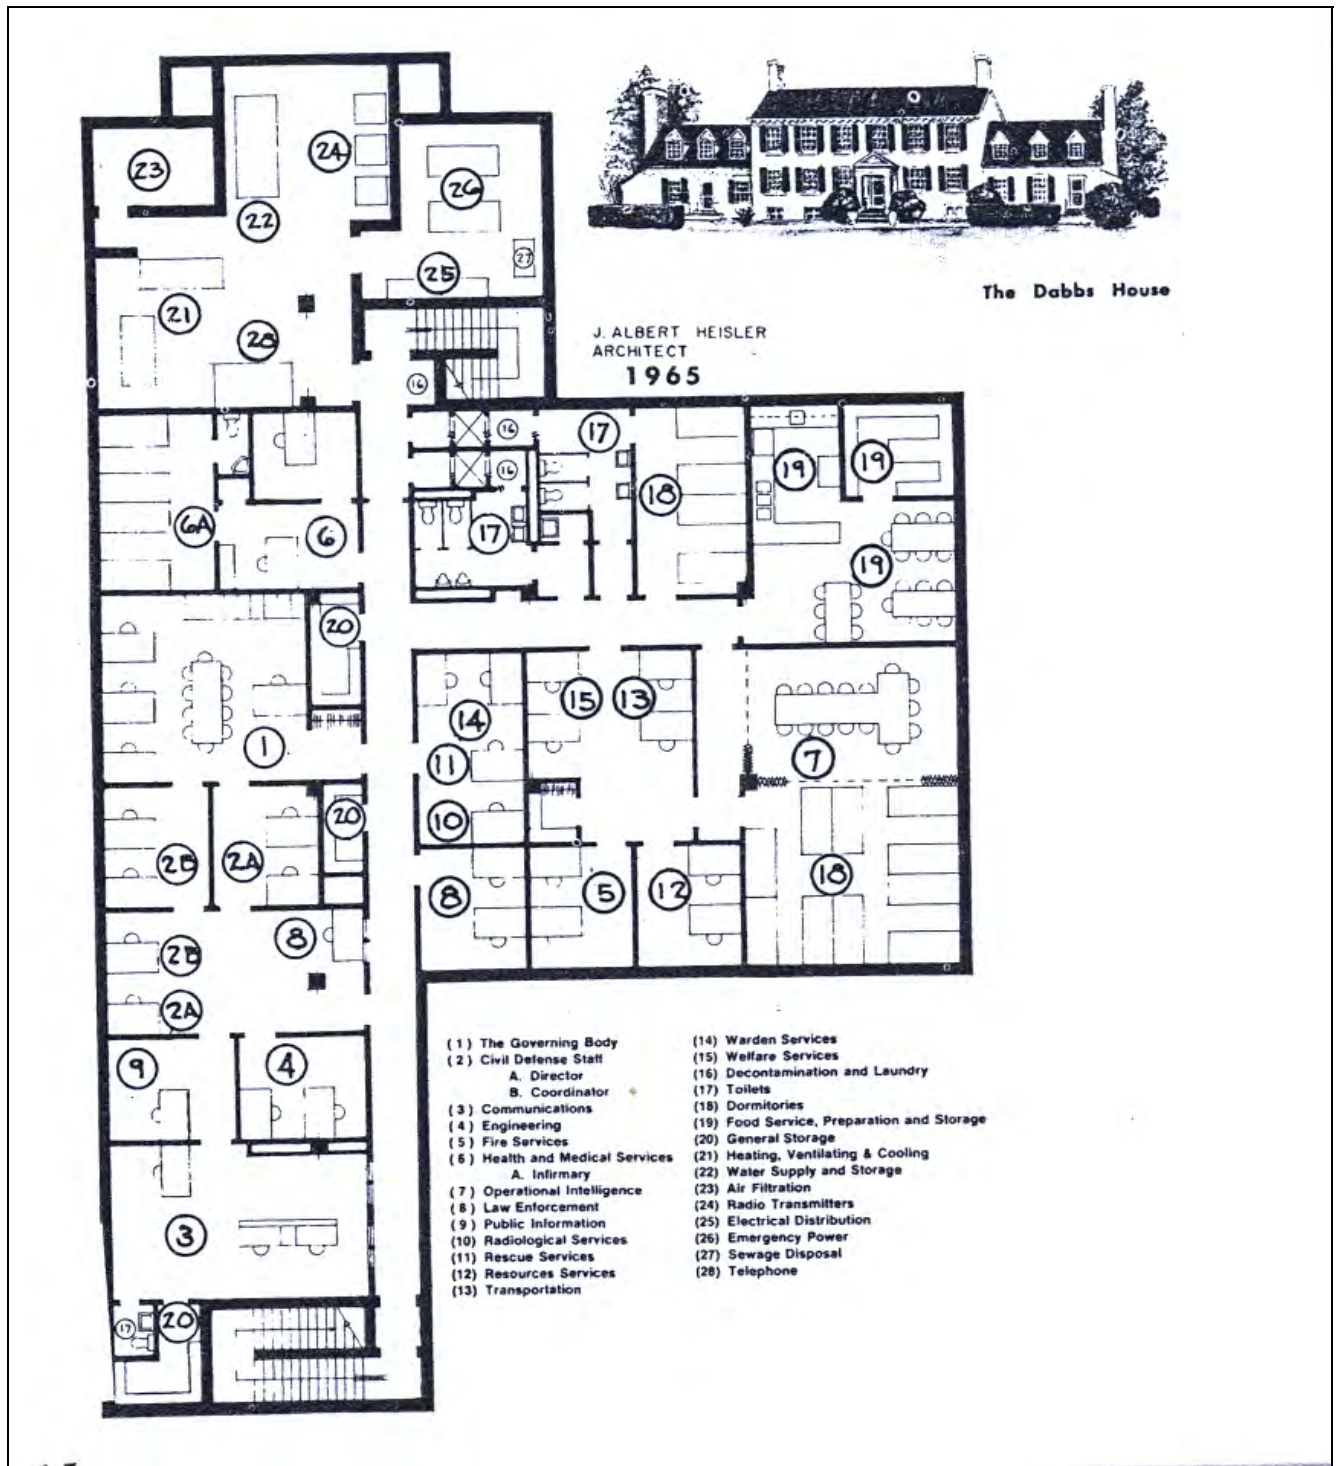 The Dabbs House
J. ALBERT HEISLER
ARCHITECT
1965
23
24
22
26
25
27
21
28
16
16
17
19
19
16
18
6A
6
17
19
20
15
13
14
1
11
7
10
20
2B
2A
8
5
12
18
2B
8
2A
9
4
3
17
20
(1) The Governing Body
(2) Civil Defense Staff
A. Director
B. Coordinator
(3) Communications
(4) Engineering
(5) Fire Services
(6) Health and Medical Services
A. Infirmary
(7) Operational Intelligence
(8) Law Enforcement
(9) Public Information
(10) Radiological Services
(11) Rescue Services
(12) Resources Services
(13) Transportation
(14) Warden Services
(15) Welfare Services
(16) Decontamination and Laundry
(17) Toilets
(18) Dormitories
(19) Food Service, Preparation and Storage
(20) General Storage
(21) Heating, Ventilating & Cooling
(22) Water Supply and Storage
(23) Air Filtration
(24) Radio Transmitters
(25) Electrical Distribution
(26) Emergency Power
(27) Sewage Disposal
(28) Telephone